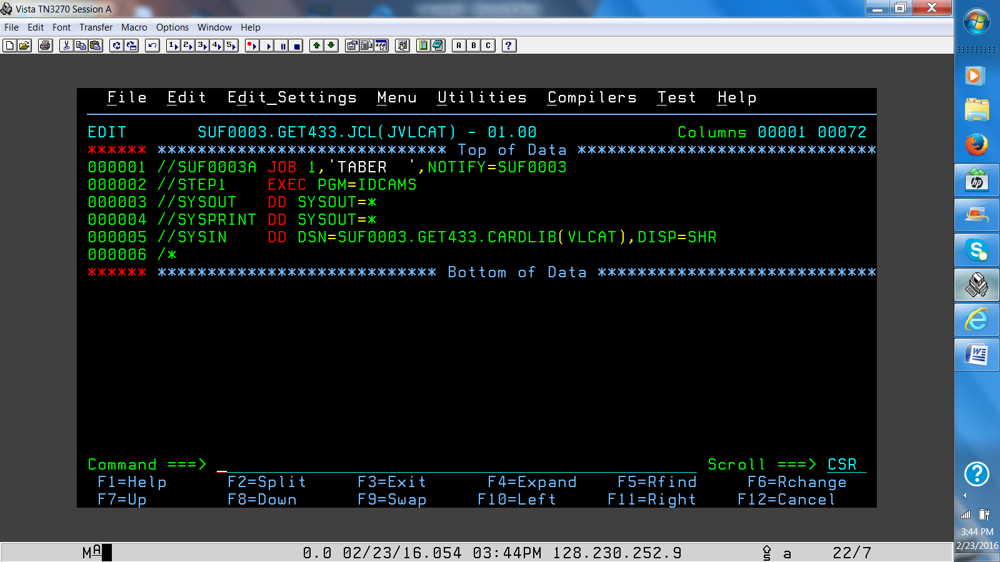 Vista TN3270 Session A
File Edit Font Transfer Macro Options Window Help
1 2 3 4 5 A B C ?
File Edit Edit_Settings Menu Utilities Compilers Test Help
EDIT SUF0003.GET433.JCL(JVLCAT) - 01.00 Columns 00001 00072
****** ***************************** Top of Data ******************************
000001 //SUF0003A JOB 1,'TABER  ',NOTIFY=SUF0003
000002 //STEP1    EXEC PGM=IDCAMS
000003 //SYSOUT   DD SYSOUT=*
000004 //SYSPRINT DD SYSOUT=*
000005 //SYSIN    DD DSN=SUF0003.GET433.CARDLIB(VLCAT),DISP=SHR
000006 /*
****** **************************** Bottom of Data ****************************
Command ===> Scroll ===> CSR
F1=Help F2=Split F3=Exit F4=Expand F5=Rfind F6=Rchange
F7=Up F8=Down F9=Swap F10=Left F11=Right F12=Cancel
MA 0.0 02/23/16.054 03:44PM 128.230.252.9 a 22/7
hp
S
e
W
?
3:44 PM
2/23/2016